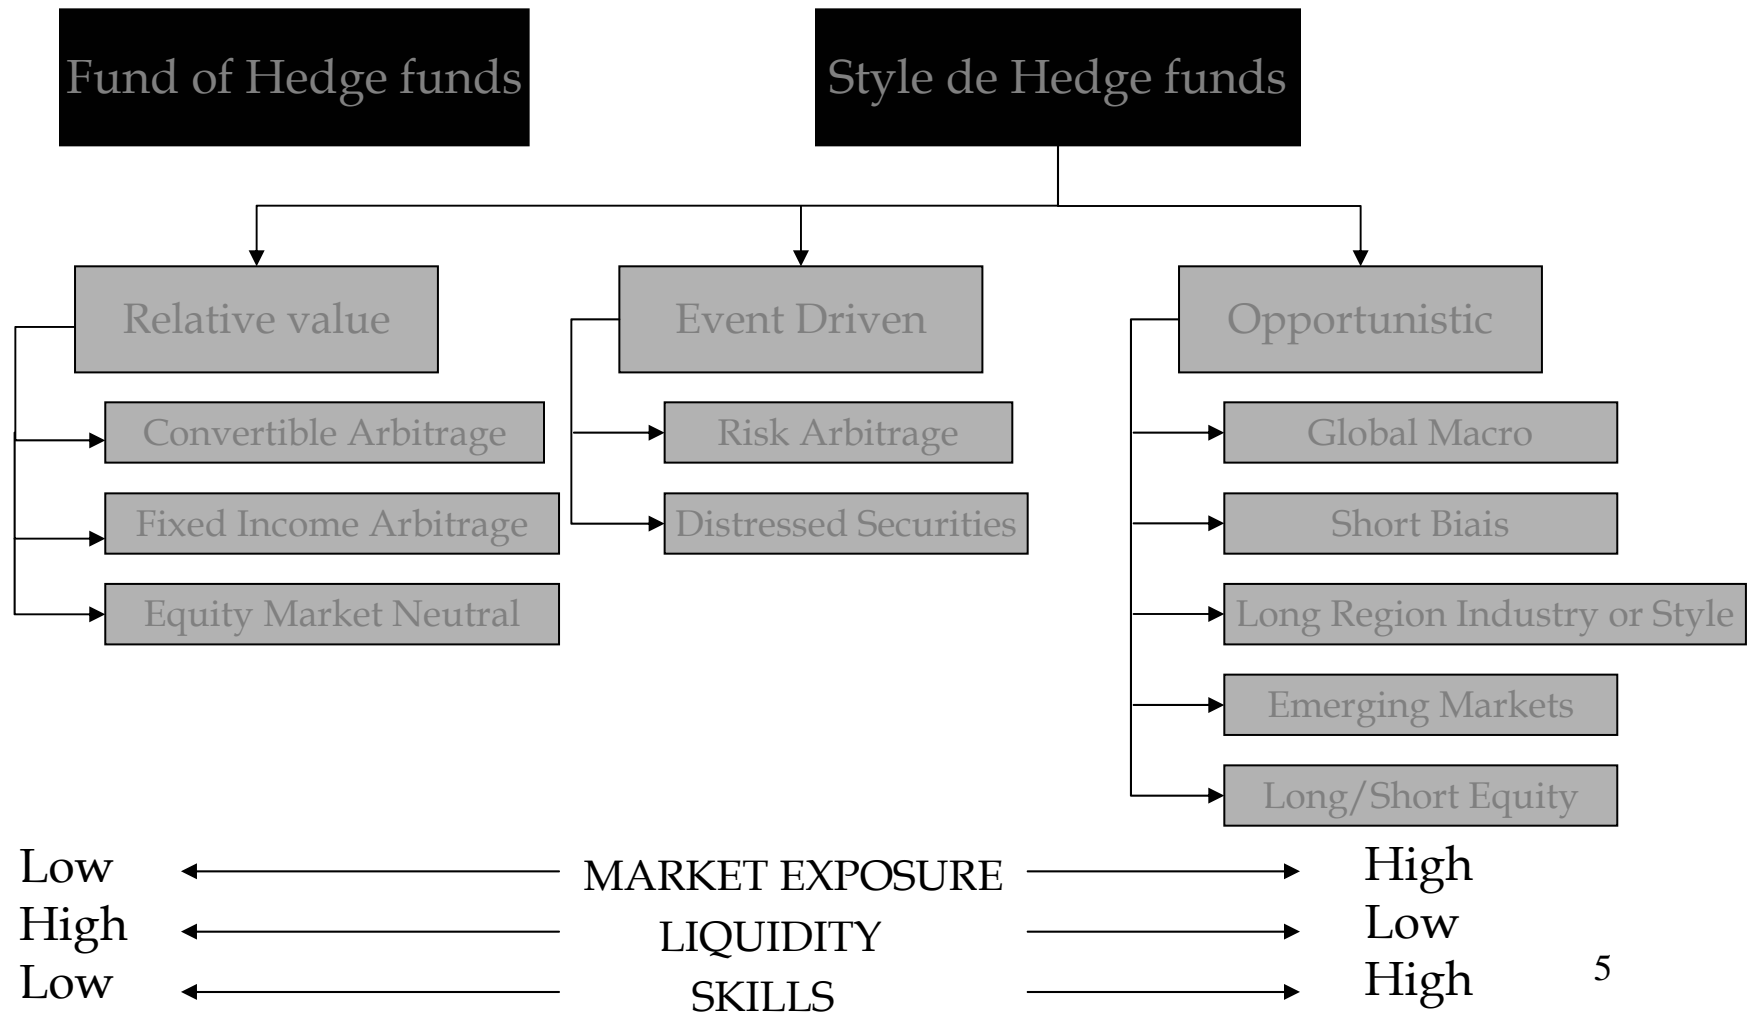 Fund of Hedge funds
Style de Hedge funds
Relative value
Event Driven
Opportunistic
Convertible Arbitrage
Risk Arbitrage
Global Macro
Fixed Income Arbitrage
Distressed Securities
Short Biais
Equity Market Neutral
Long Region Industry or Style
Emerging Markets
Long/Short Equity
Low MARKET EXPOSURE High
High LIQUIDITY Low
Low SKILLS High
5